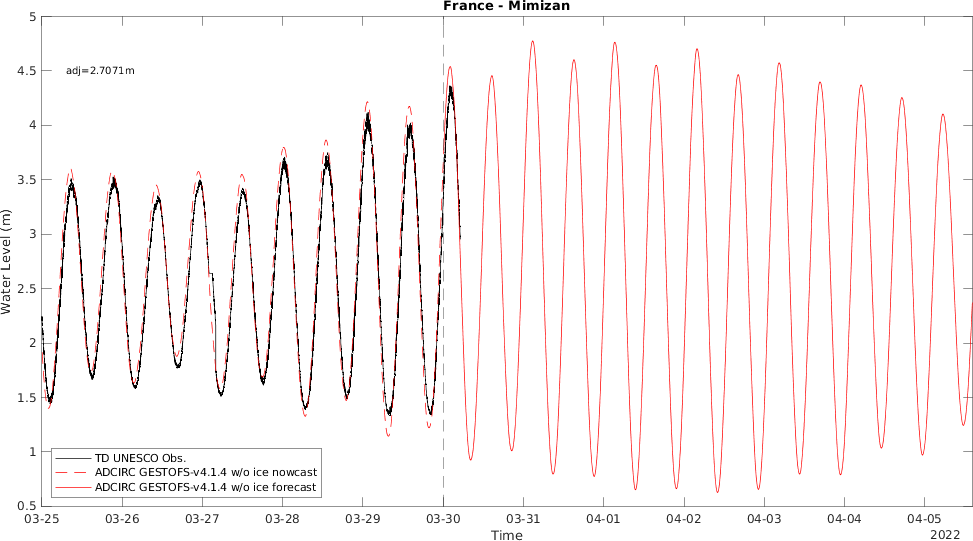 France - Mimizan
5
4.5
4
3.5
3
2.5
2
1.5
1
0.5
Water Level (m)
adj=2.7071m
TD UNESCO Obs.
ADCIRC GESTOFS-v4.1.4 w/o ice nowcast
ADCIRC GESTOFS-v4.1.4 w/o ice forecast
03-25 03-26 03-27 03-28 03-29 03-30 03-31 04-01 04-02 04-03 04-04 04-05
2022
Time